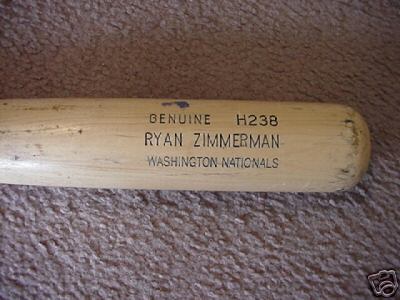 GENUINE H238
RYAN ZIMMERMAN
WASHINGTON NATIONALS